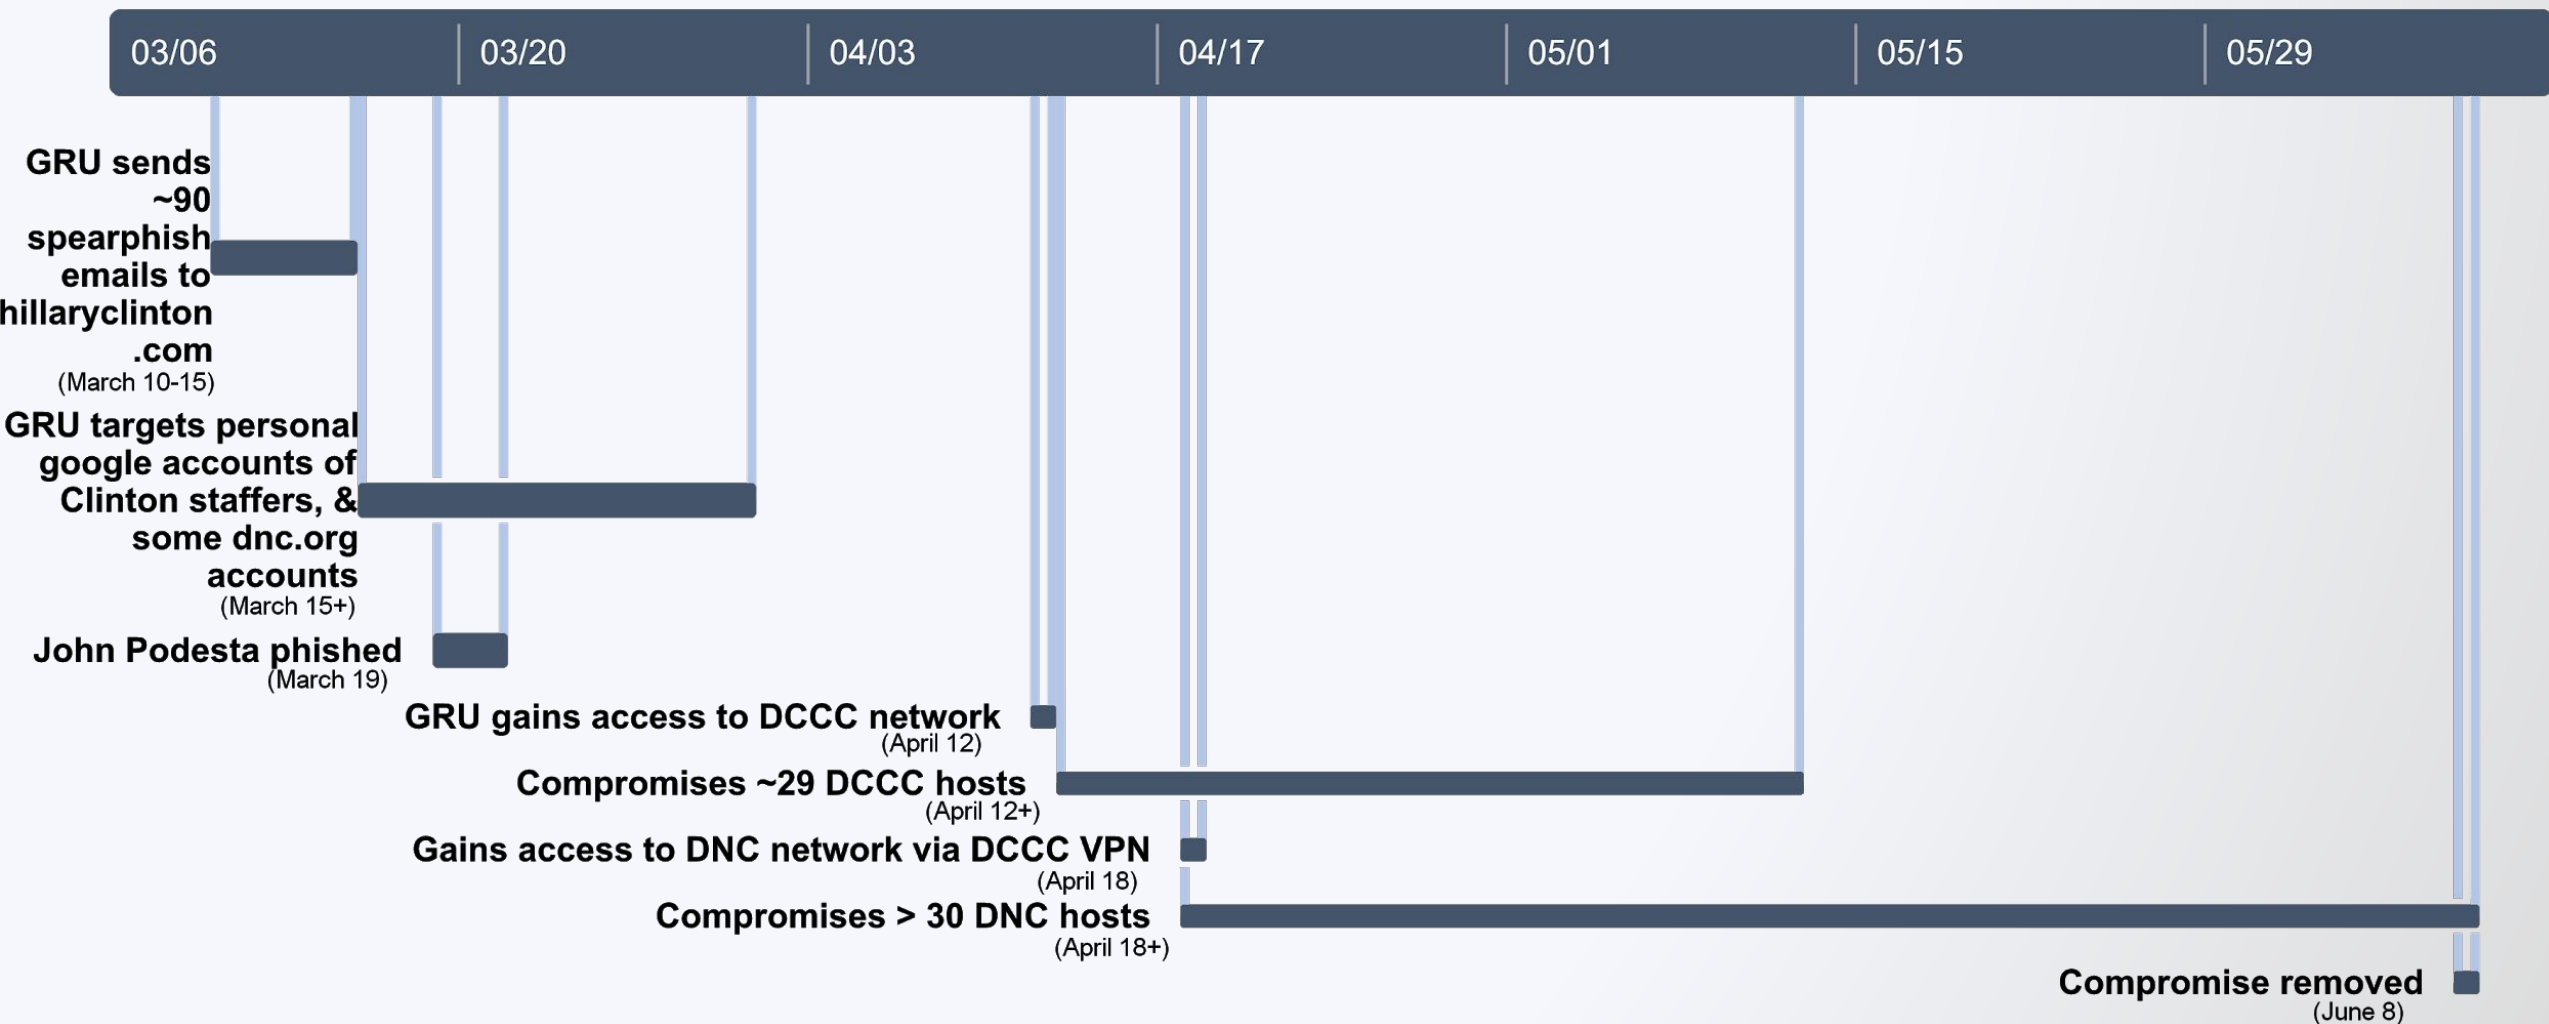 03/06 03/20 04/03 04/17 05/01 05/15 05/29
GRU sends
~90
spearphish
emails to
hillaryclinton
.com
(March 10-15)
GRU targets personal
google accounts of
Clinton staffers, &
some dnc.org
accounts
(March 15+)
John Podesta phished
(March 19)
GRU gains access to DCCC network
(April 12)
Compromises ~29 DCCC hosts
(April 12+)
Gains access to DNC network via DCCC VPN
(April 18)
Compromises > 30 DNC hosts
(April 18+)
Compromise removed
(June 8)